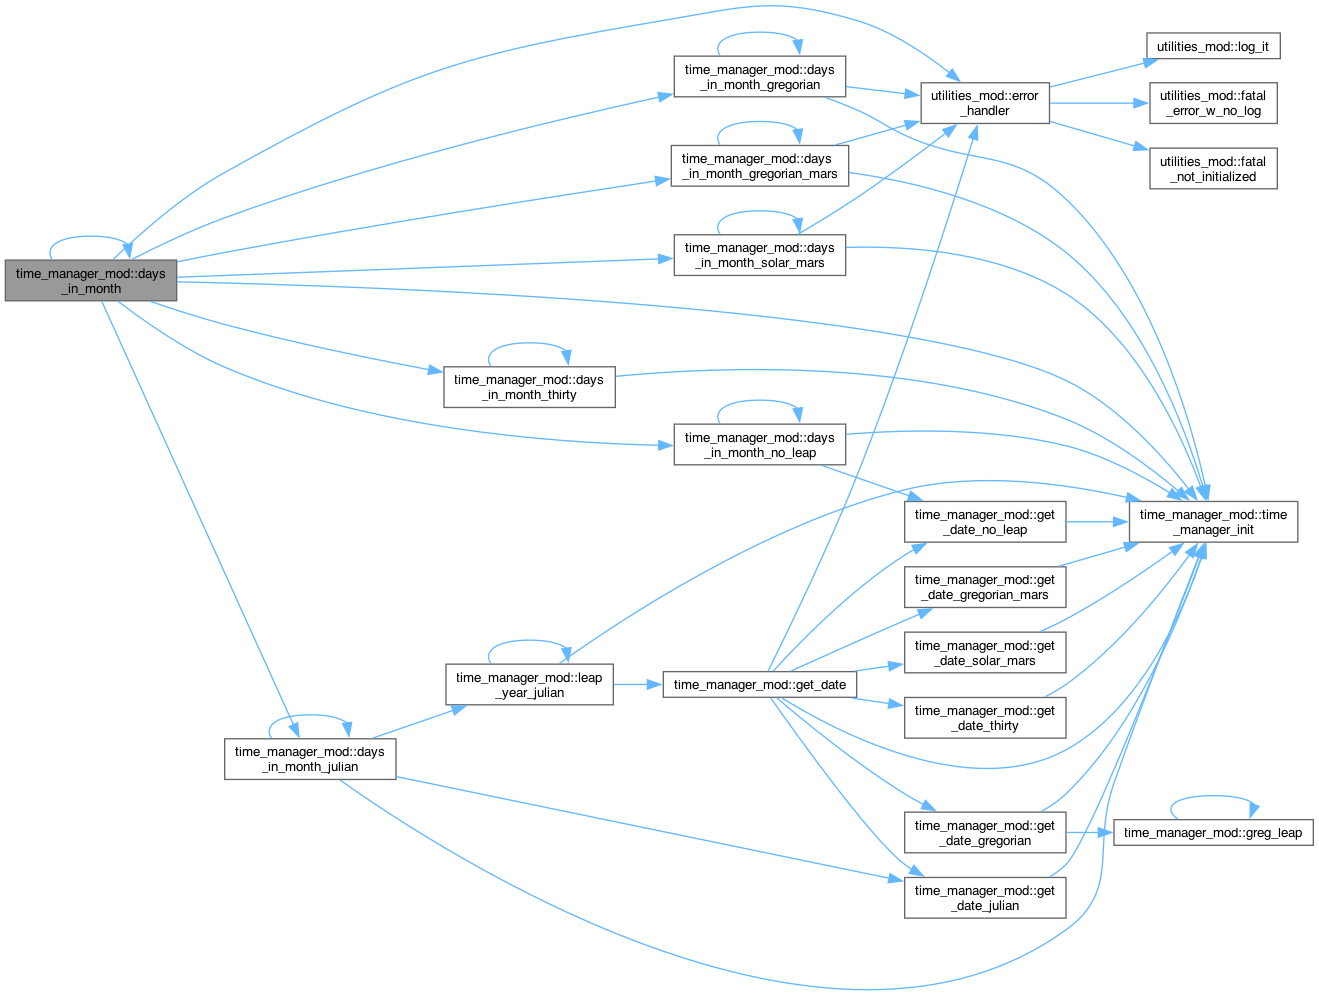 time_manager_mod::days
_in_month
time_manager_mod::days
_in_month_gregorian
time_manager_mod::days
_in_month_gregorian_mars
time_manager_mod::days
_in_month_solar_mars
time_manager_mod::days
_in_month_thirty
time_manager_mod::days
_in_month_no_leap
time_manager_mod::leap
_year_julian
time_manager_mod::days
_in_month_julian
time_manager_mod::get_date
utilities_mod::error
_handler
utilities_mod::log_it
utilities_mod::fatal
_error_w_no_log
utilities_mod::fatal
_not_initialized
time_manager_mod::get
_date_no_leap
time_manager_mod::get
_date_gregorian_mars
time_manager_mod::get
_date_solar_mars
time_manager_mod::get
_date_thirty
time_manager_mod::get
_date_gregorian
time_manager_mod::get
_date_julian
time_manager_mod::time
_manager_init
time_manager_mod::greg_leap